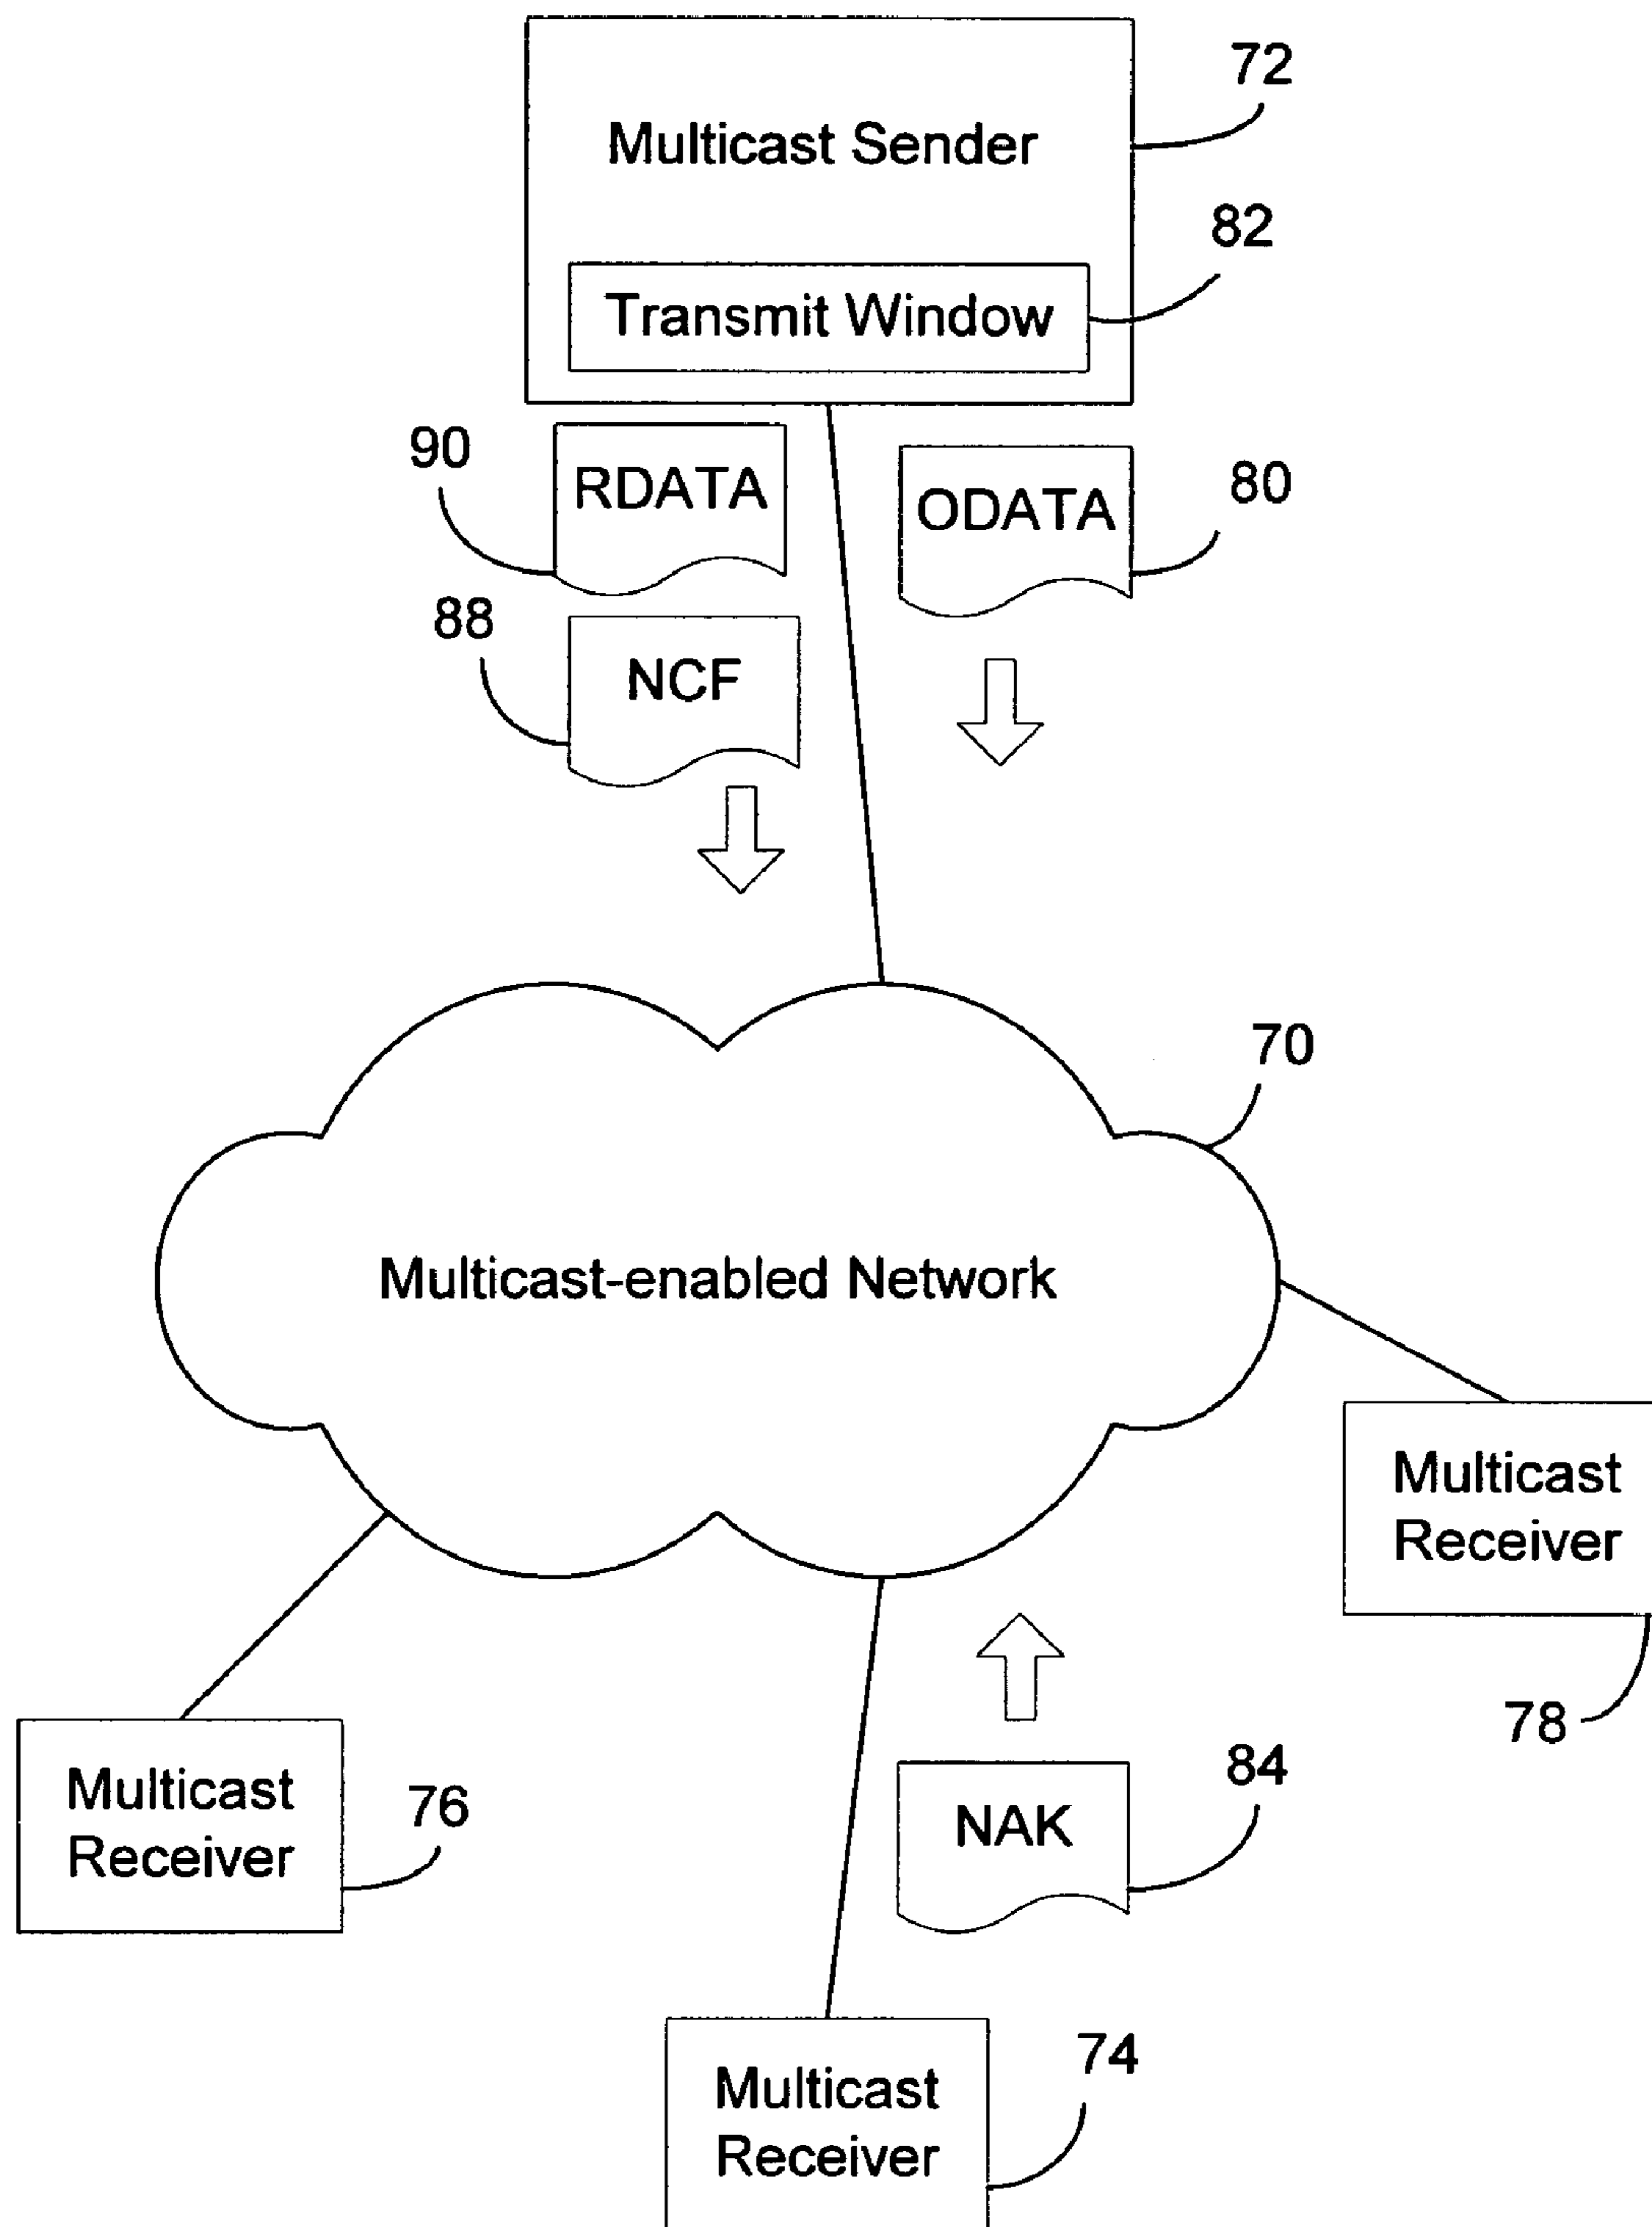 72
Multicast Sender
82
Transmit Window
90
RDATA
ODATA
80
88
NCF
70
Multicast-enabled Network
Multicast
Receiver
78
Multicast
Receiver
76
NAK
84
74
Multicast
Receiver